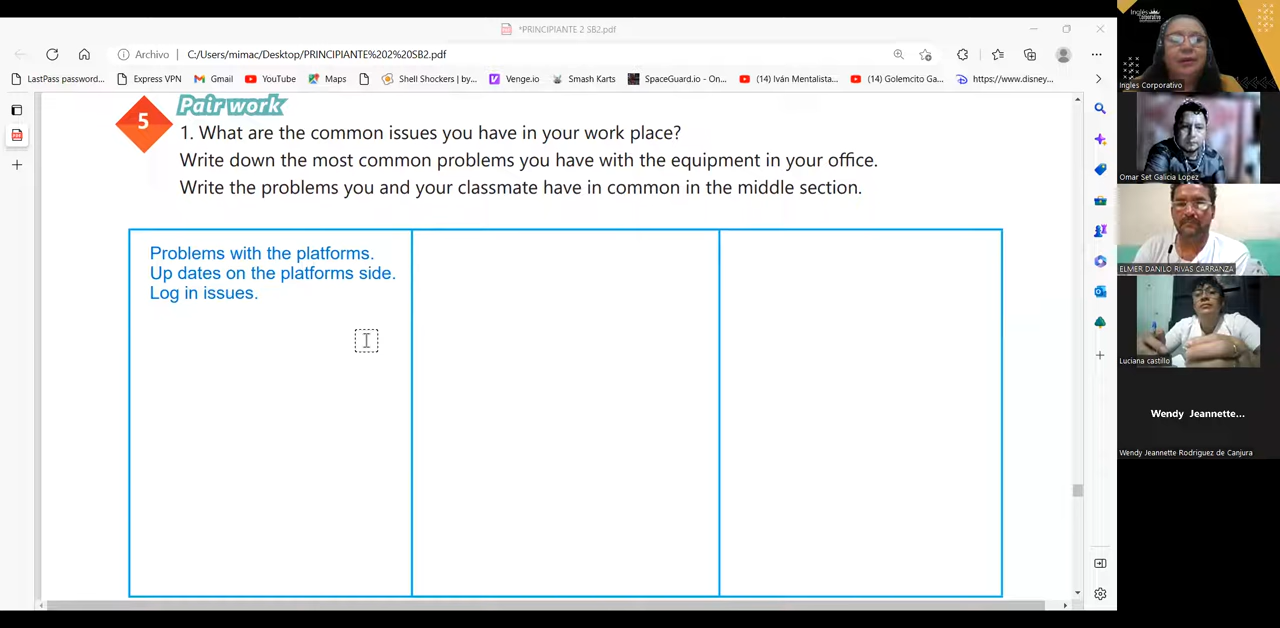 *PRINCIPIANTE 2 SB2.pdf
Archivo
C:/Users/mimac/Desktop/PRINCIPIANTE%202%20SB2.pdf
LastPass password...
Express VPN
Gmail
YouTube
Maps
Shell Shockers | by...
Venge.io
Smash Karts
SpaceGuard.io - On...
(14) Iván Mentalista...
(14) Golemcito Ga...
https://www.disney...
5
Pair work
1. What are the common issues you have in your work place?
Write down the most common problems you have with the equipment in your office.
Write the problems you and your classmate have in common in the middle section.
Problems with the platforms.
Up dates on the platforms side.
Log in issues.
Inglés
Corporativo
Ingles Corporativo
Omar Set Galicia Lopez
ELMER DANILO RIVAS CARRANZA
Luciana castillo
Wendy Jeannette...
Wendy Jeannette Rodriguez de Canjura